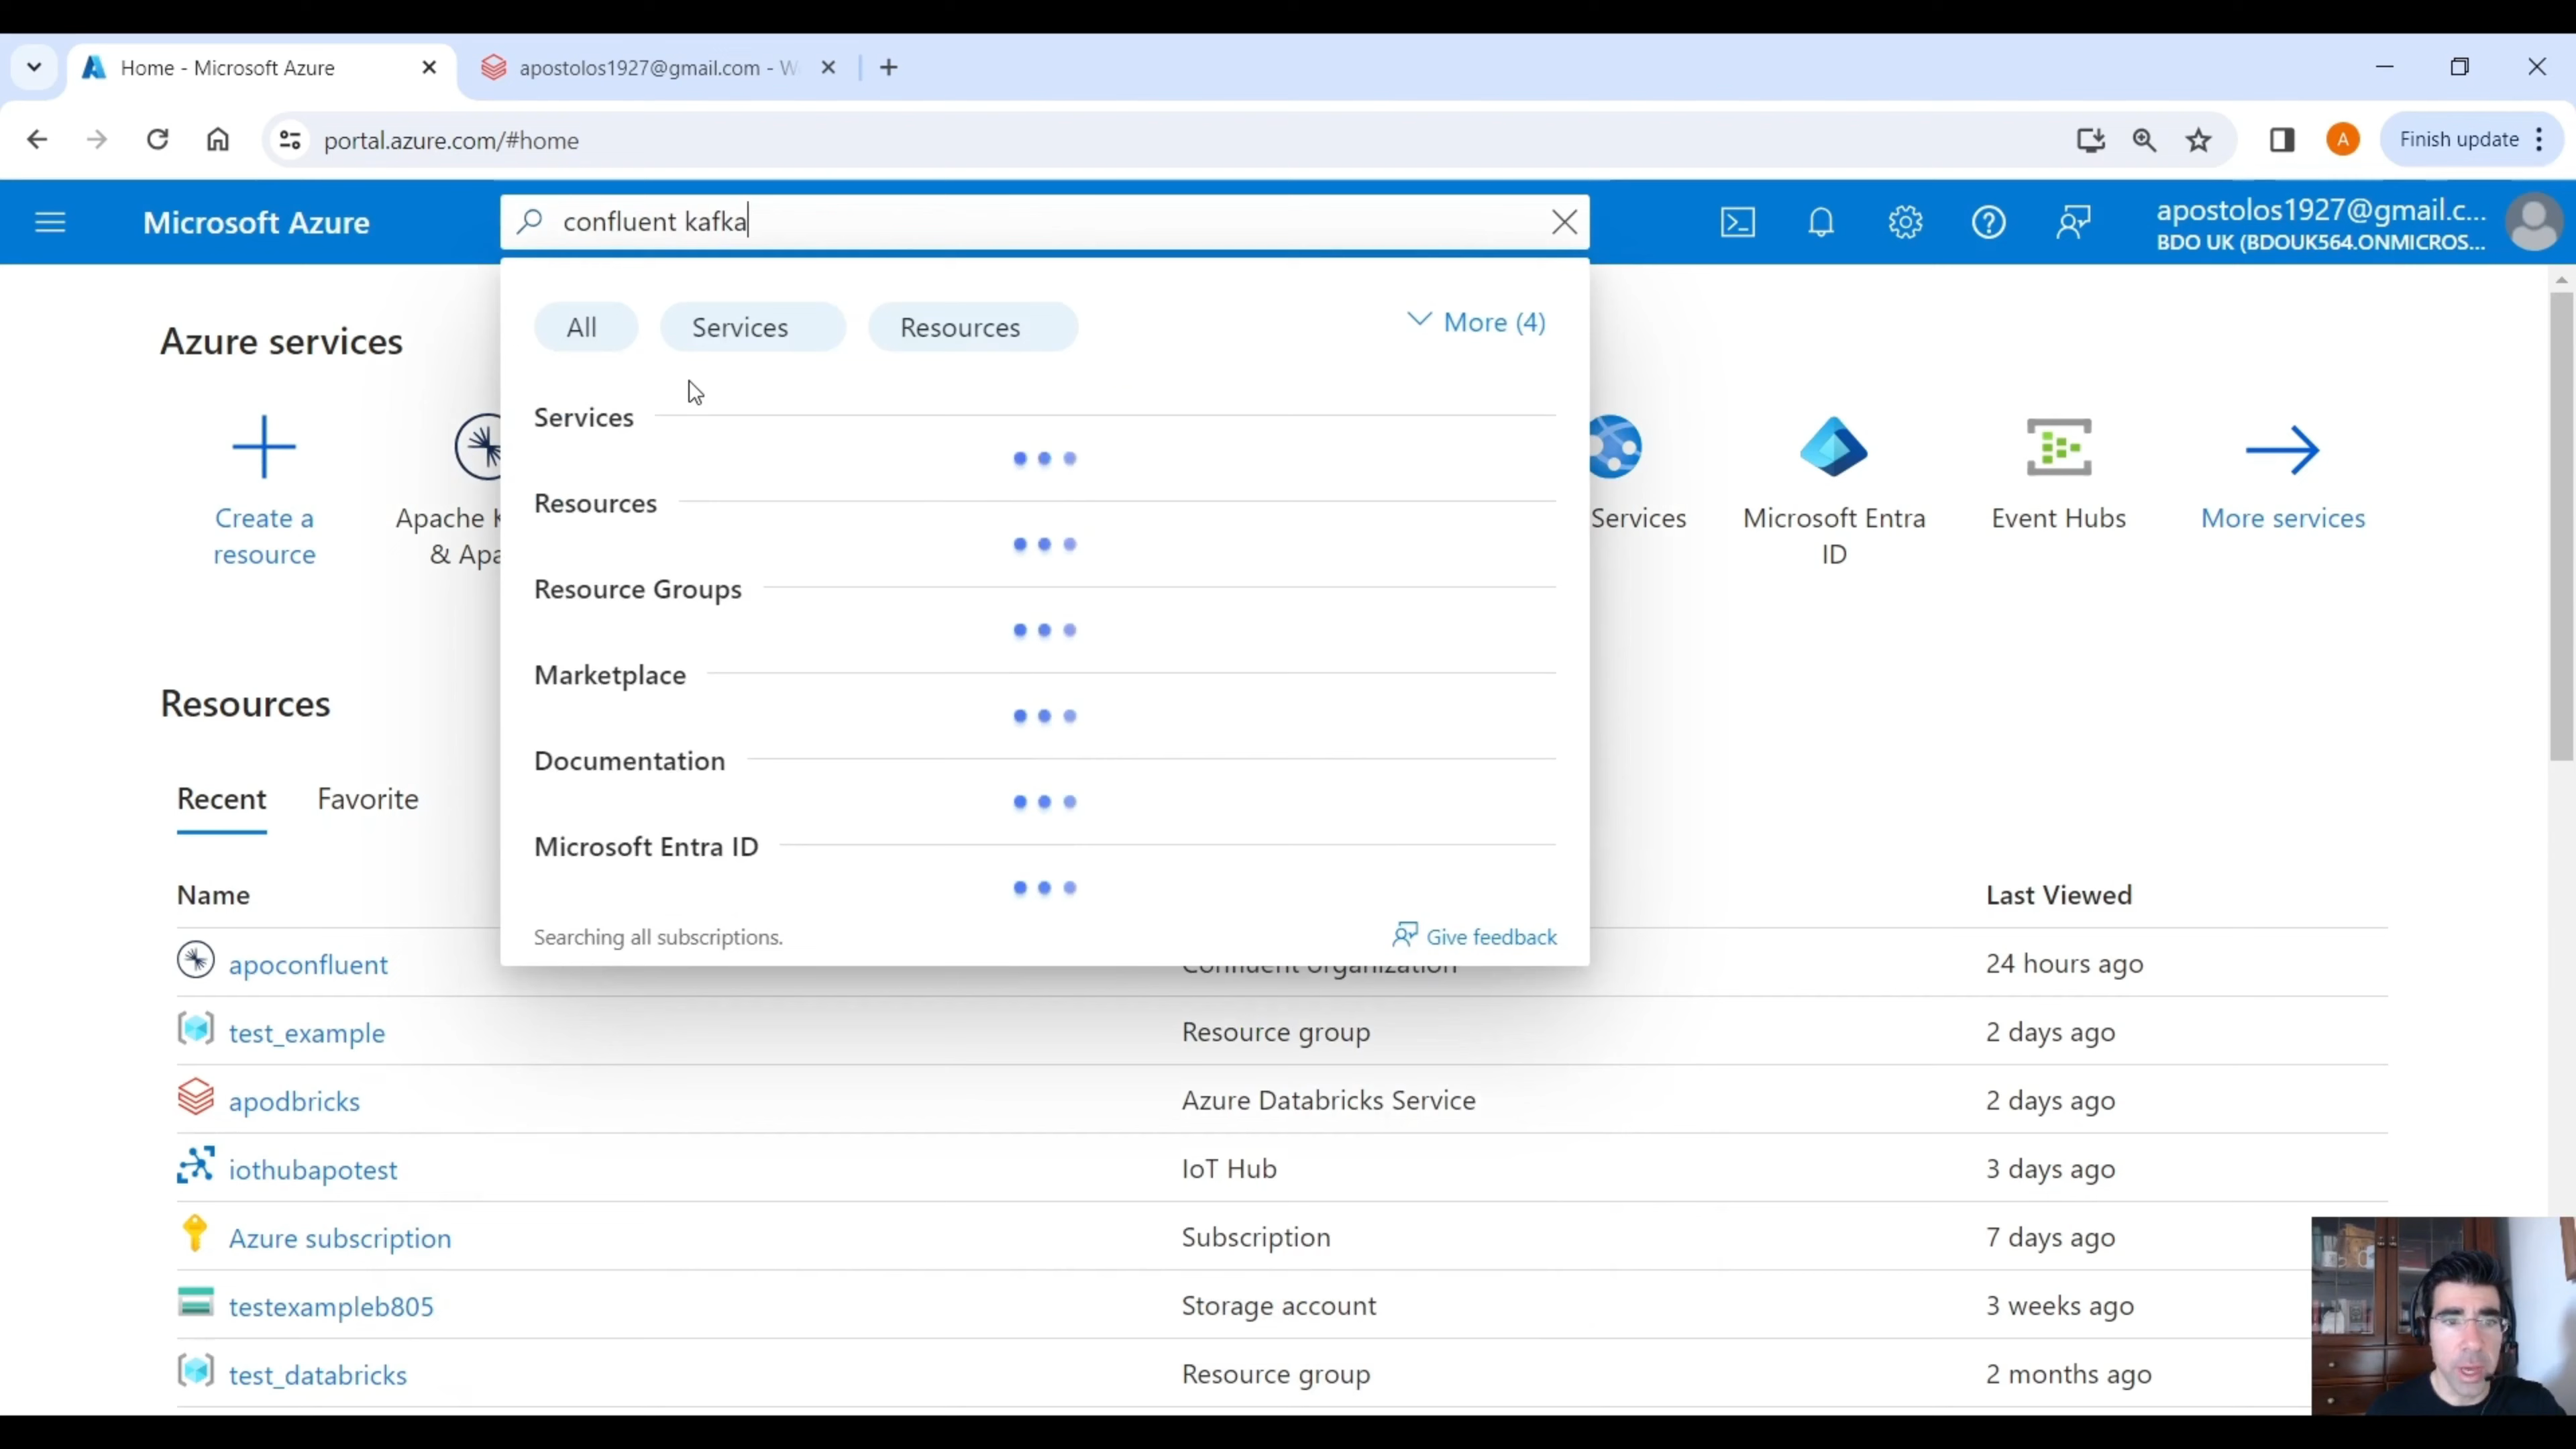 Home - Microsoft Azure
apostolos1927@gmail.com - W
portal.azure.com/#home
A
Finish update
Microsoft Azure
confluent kafka
apostolos1927@gmail.c...
BDO UK (BDOUK564.ONMICROS...
All
Services
Resources
More (4)
Azure services
Services
Resources
Resource Groups
Marketplace
Documentation
Microsoft Entra ID
Searching all subscriptions.
Give feedback
Create a
resource
Apache K
& Apa
Services
Microsoft Entra
ID
Event Hubs
More services
Resources
Recent
Favorite
Name
Last Viewed
apoconfluent
Confluent organization
24 hours ago
test_example
Resource group
2 days ago
apodbricks
Azure Databricks Service
2 days ago
iothubapotest
IoT Hub
3 days ago
Azure subscription
Subscription
7 days ago
testexampleb805
Storage account
3 weeks ago
test_databricks
Resource group
2 months ago